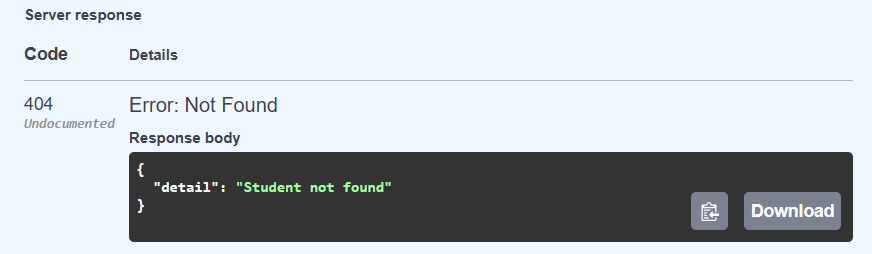 Server response
Code Details
404 Error: Not Found
Undocumented
Response body
{
  "detail": "Student not found"
}
Download